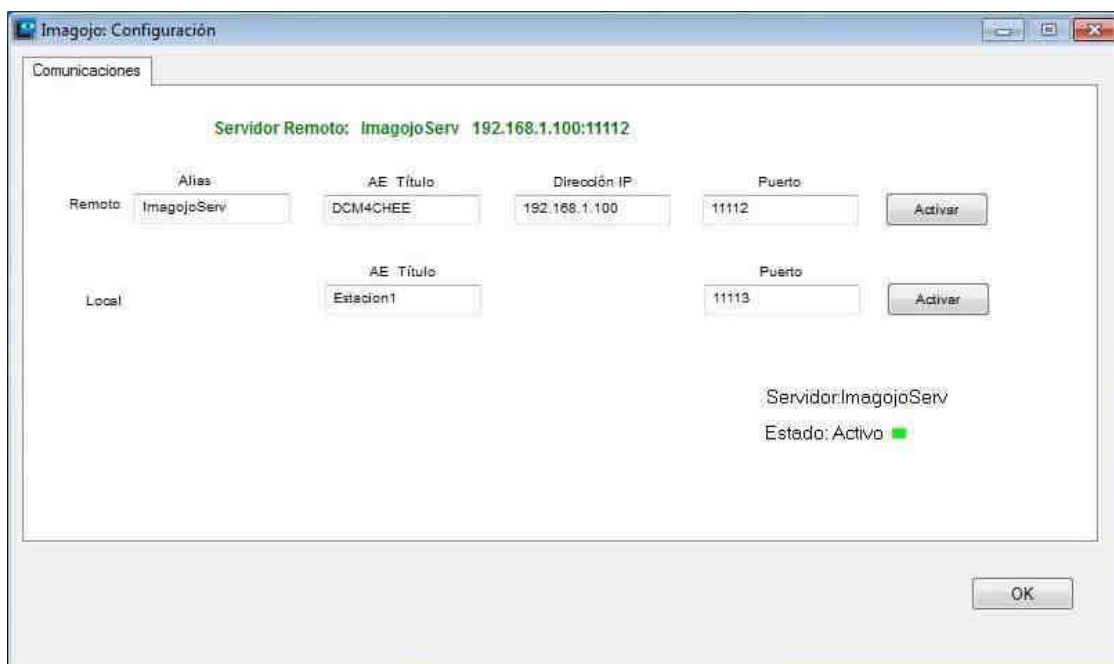 Imagojo: Configuración
Comunicaciones
Servidor Remoto: ImagojoServ 192.168.1.100:11112
Alias AE Título Dirección IP Puerto
Remoto ImagojoServ DCM4CHEE 192.168.1.100 11112 Activar
AE Título Puerto
Local Estacion1 11113 Activar
Servidor:ImagojoServ
Estado: Activo
OK